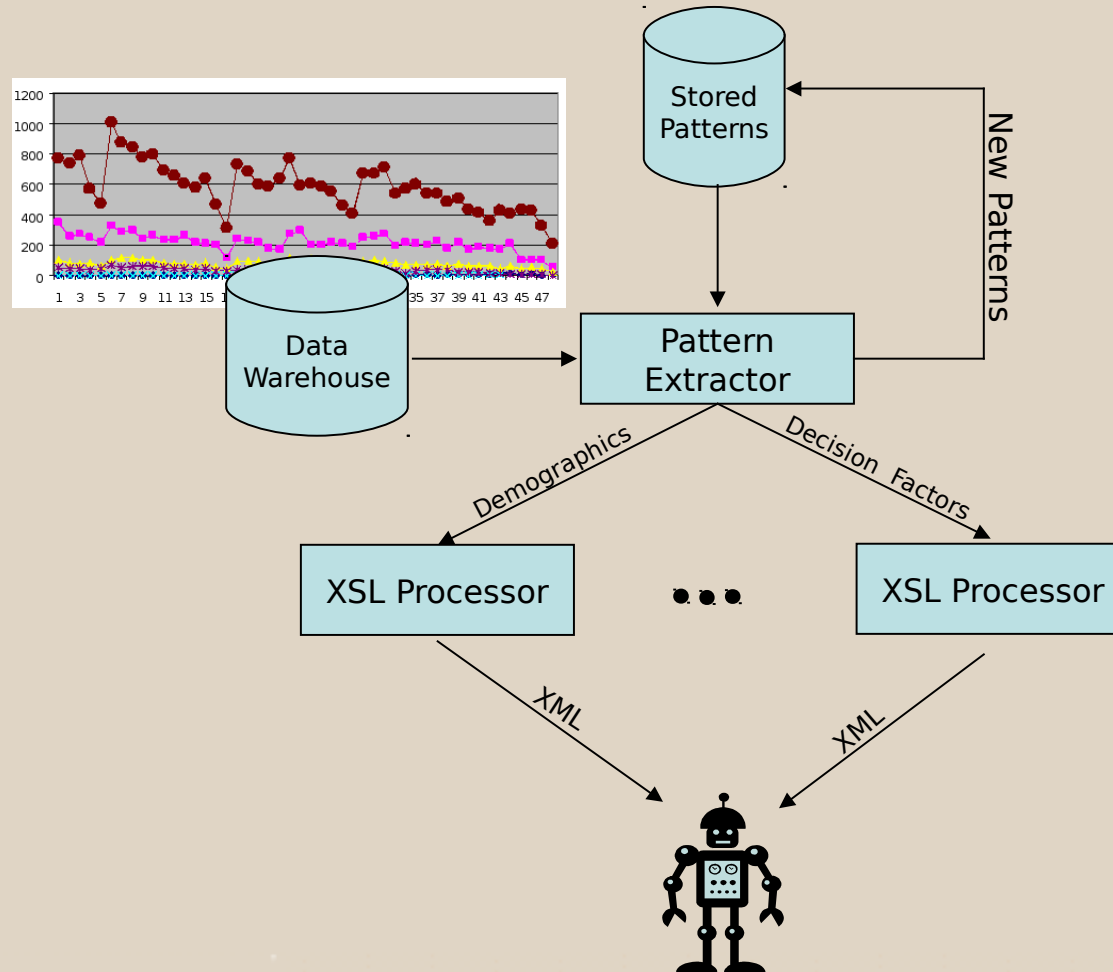 Stored
Patterns
New Patterns
1200
1000
800
600
400
200
0
1 3 5 7 9 11 13 15 35 37 39 41 43 45 47
Data
Warehouse
Pattern
Extractor
Demographics
Decision Factors
XSL Processor
XSL Processor
XML
XML